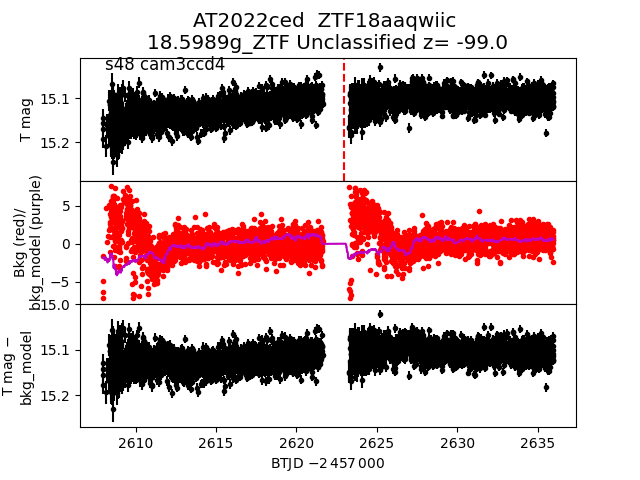 AT2022ced  ZTF18aaqwiic
18.5989g_ZTF Unclassified z= -99.0
s48 cam3ccd4
T mag
15.1
15.2
Bkg (red)/
bkg_model (purple)
5
0
−5
T mag −
bkg_model
15.0
15.1
15.2
2610
2615
2620
2625
2630
2635
BTJD −2 457 000